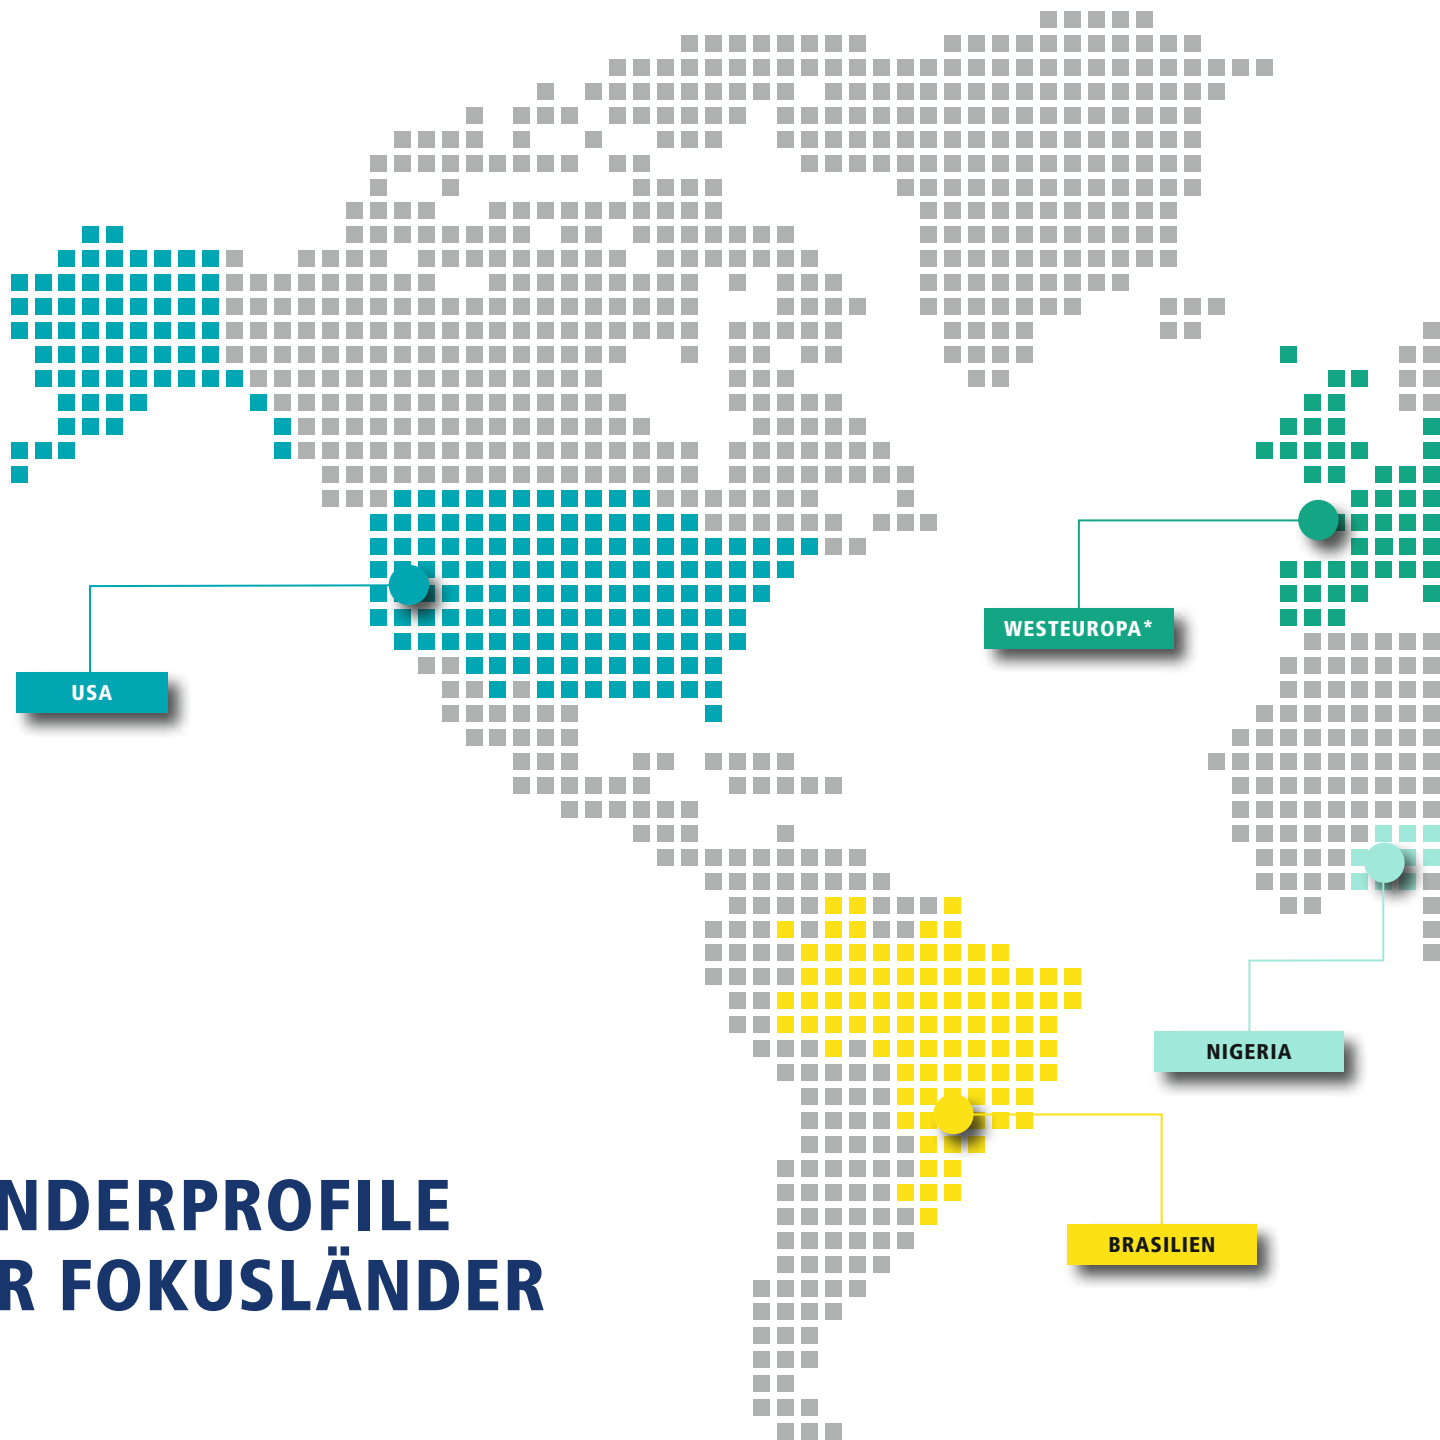 WESTEUROPA*
USA
NIGERIA
NDERPROFILE
R FOKUSLÄNDER
BRASILIEN